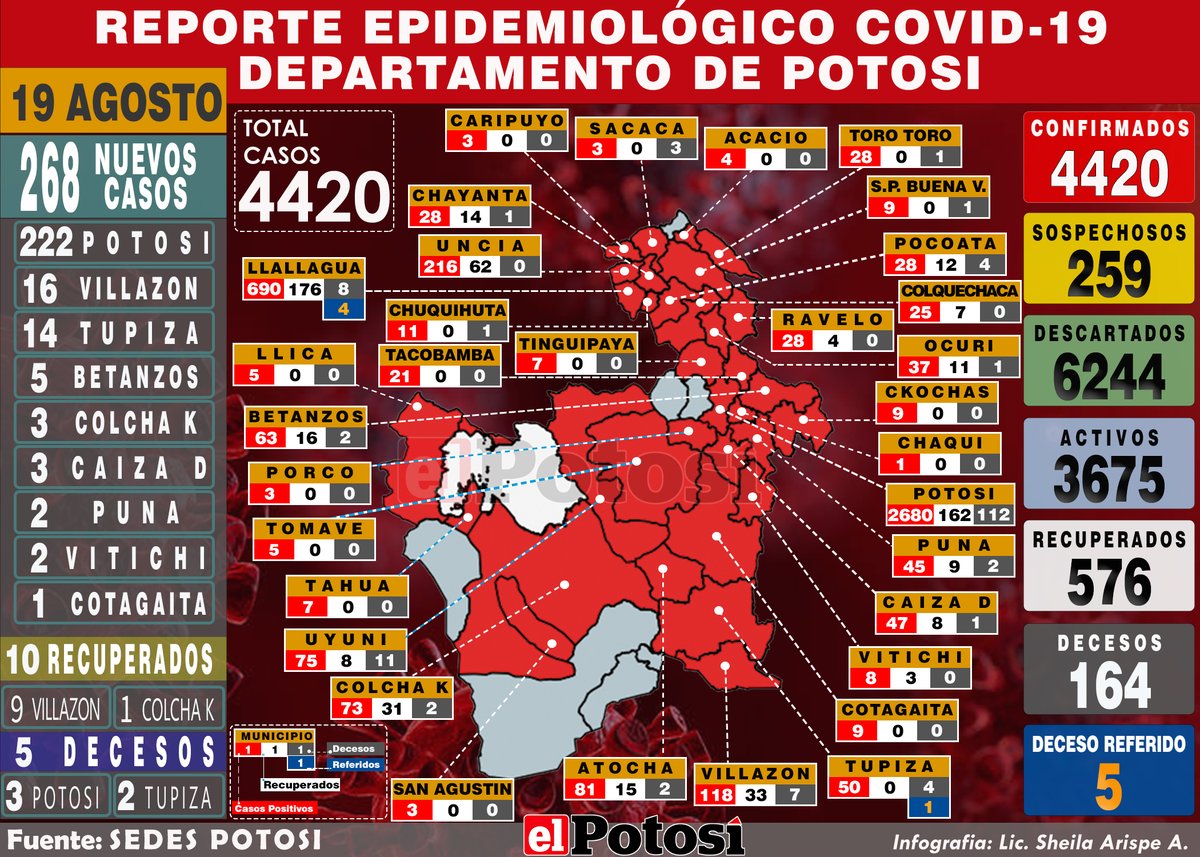 REPORTE EPIDEMIOLÓGICO COVID-19
DEPARTAMENTO DE POTOSI
19 AGOSTO
268 NUEVOS CASOS
222 POTOSI
16 VILLAZON
14 TUPIZA
5 BETANZOS
3 COLCHA K
3 CAIZA D
2 PUNA
2 VITICHI
1 COTAGAITA
10 RECUPERADOS
9 VILLAZON
1 COLCHA K
5 DECESOS
3 POTOSI
2 TUPIZA
TOTAL
CASOS
4420
CARIPUYO
3 0 0
SACACA
3 0 3
ACACIO
4 0 0
TORO TORO
28 0 1
CHAYANTA
28 14 1
S.P. BUENA V.
9 0 1
UNCIA
216 62 0
POCOATA
28 12 4
LLALLAGUA
690 176 8
4
COLQUECHACA
25 7 0
CHUQUIHUTA
11 0 1
RAVELO
28 4 0
TINGUIPAYA
7 0 0
OCURI
37 11 1
LLICA
5 0 0
TACOBAMBA
21 0 0
CKOCHAS
9 0 0
BETANZOS
63 16 2
CHAQUI
1 0 0
PORCO
3 0 0
POTOSI
2680 162 112
TOMAVE
5 0 0
PUNA
45 9 2
TAHUA
7 0 0
CAIZA D
47 8 1
UYUNI
75 8 11
VITICHI
8 3 0
COLCHA K
73 31 2
COTAGAITA
9 0 0
SAN AGUSTIN
3 0 0
ATOCHA
81 15 2
VILLAZON
118 33 7
TUPIZA
50 0 4
1
MUNICIPIO
1 1 1
1
Decesos
Referidos
Recuperados
Casos Positivos
el Potosí
CONFIRMADOS
4420
SOSPECHOSOS
259
DESCARTADOS
6244
ACTIVOS
3675
RECUPERADOS
576
DECESOS
164
DECESO REFERIDO
5
Fuente: SEDES POTOSI
el Potosí
Infografia: Lic. Sheila Arispe A.